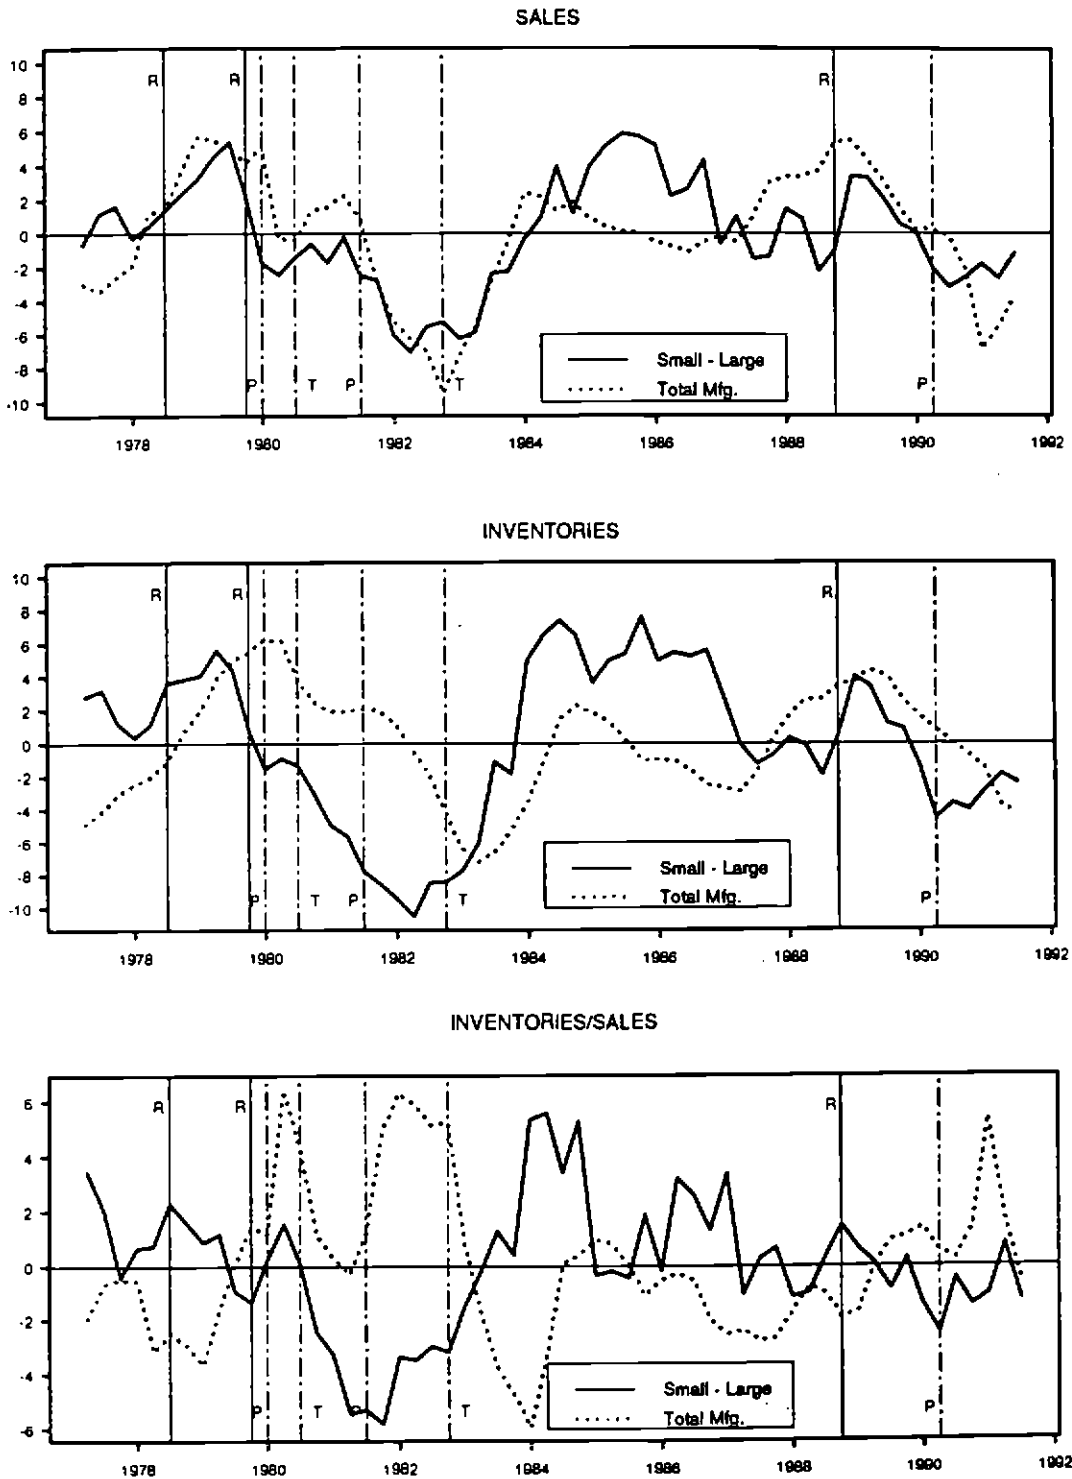 SALES
10
8
6
4
2
0
-2
-4
-6
-8
-10
R R R
P T P T P
Small - Large
Total Mfg.
1978 1980 1982 1984 1986 1988 1990 1992
INVENTORIES
10
8
6
4
2
0
-2
-4
-6
-8
-10
R R R
P T P T P
Small - Large
Total Mfg.
1978 1980 1982 1984 1986 1988 1990 1992
INVENTORIES/SALES
6
4
2
0
-2
-4
-6
R R R
P T P T P
Small - Large
Total Mfg.
1978 1980 1982 1984 1986 1988 1990 1992